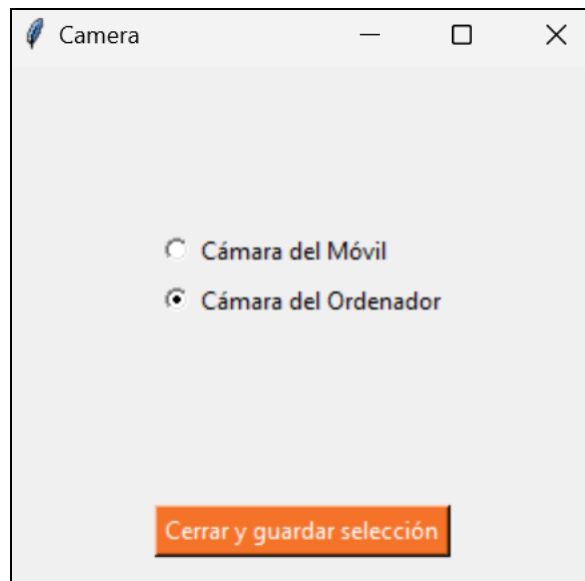 Camera
Cámara del Móvil
Cámara del Ordenador
Cerrar y guardar selección